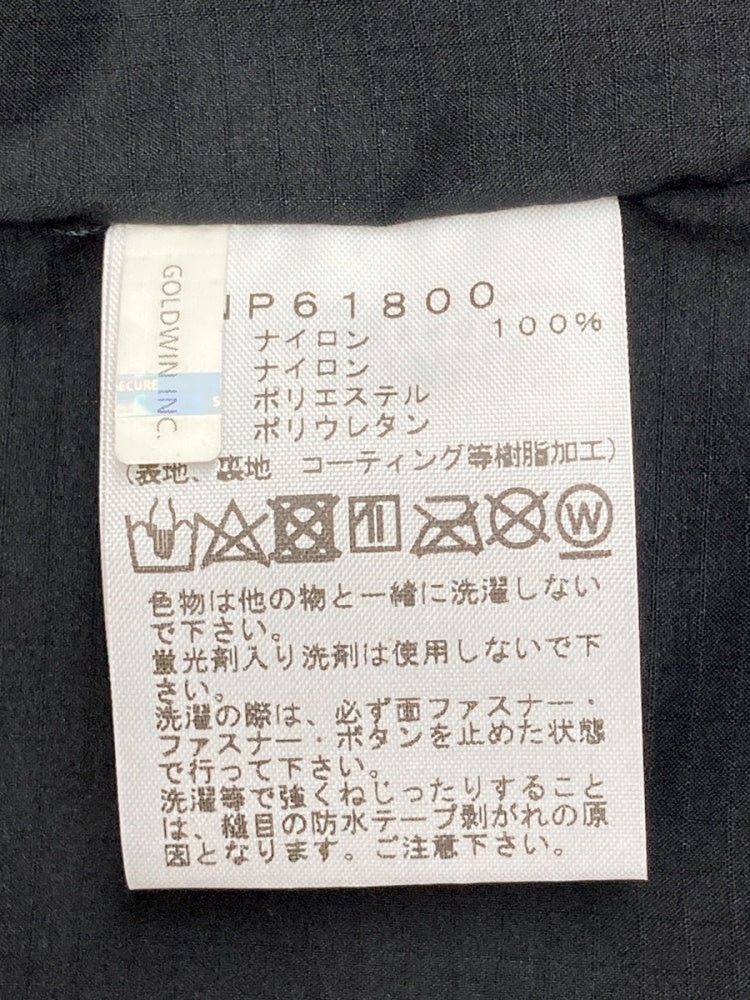 GOLDWIN INC.
SECURE
NP61800
ナイロン 100%
ナイロン
ポリエステル
ポリウレタン
(表地、裏地 コーティング等樹脂加工)
W
色物は他の物と一緒に洗濯しない
で下さい。
蛍光剤入り洗剤は使用しないで下
さい。
洗濯の際は、必ず面ファスナー・
ファスナー・ボタンを止めた状態
で行って下さい。
洗濯等で強くねじったりすること
は、縫目の防水テープ剥がれの原
因となります。ご注意下さい。